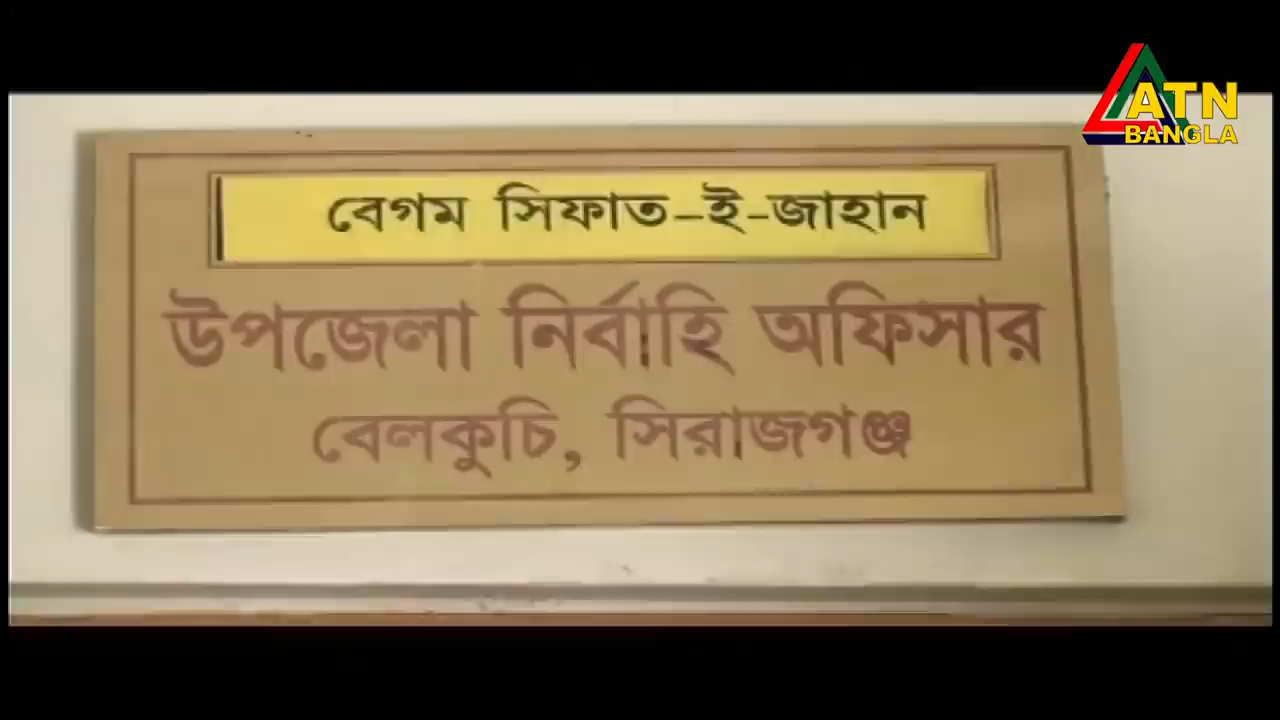 ATN
BANGLA
বেগম সিফাত-ই-জাহান
উপজেলা নির্বাহি অফিসার
বেলকুচি, সিরাজগঞ্জ